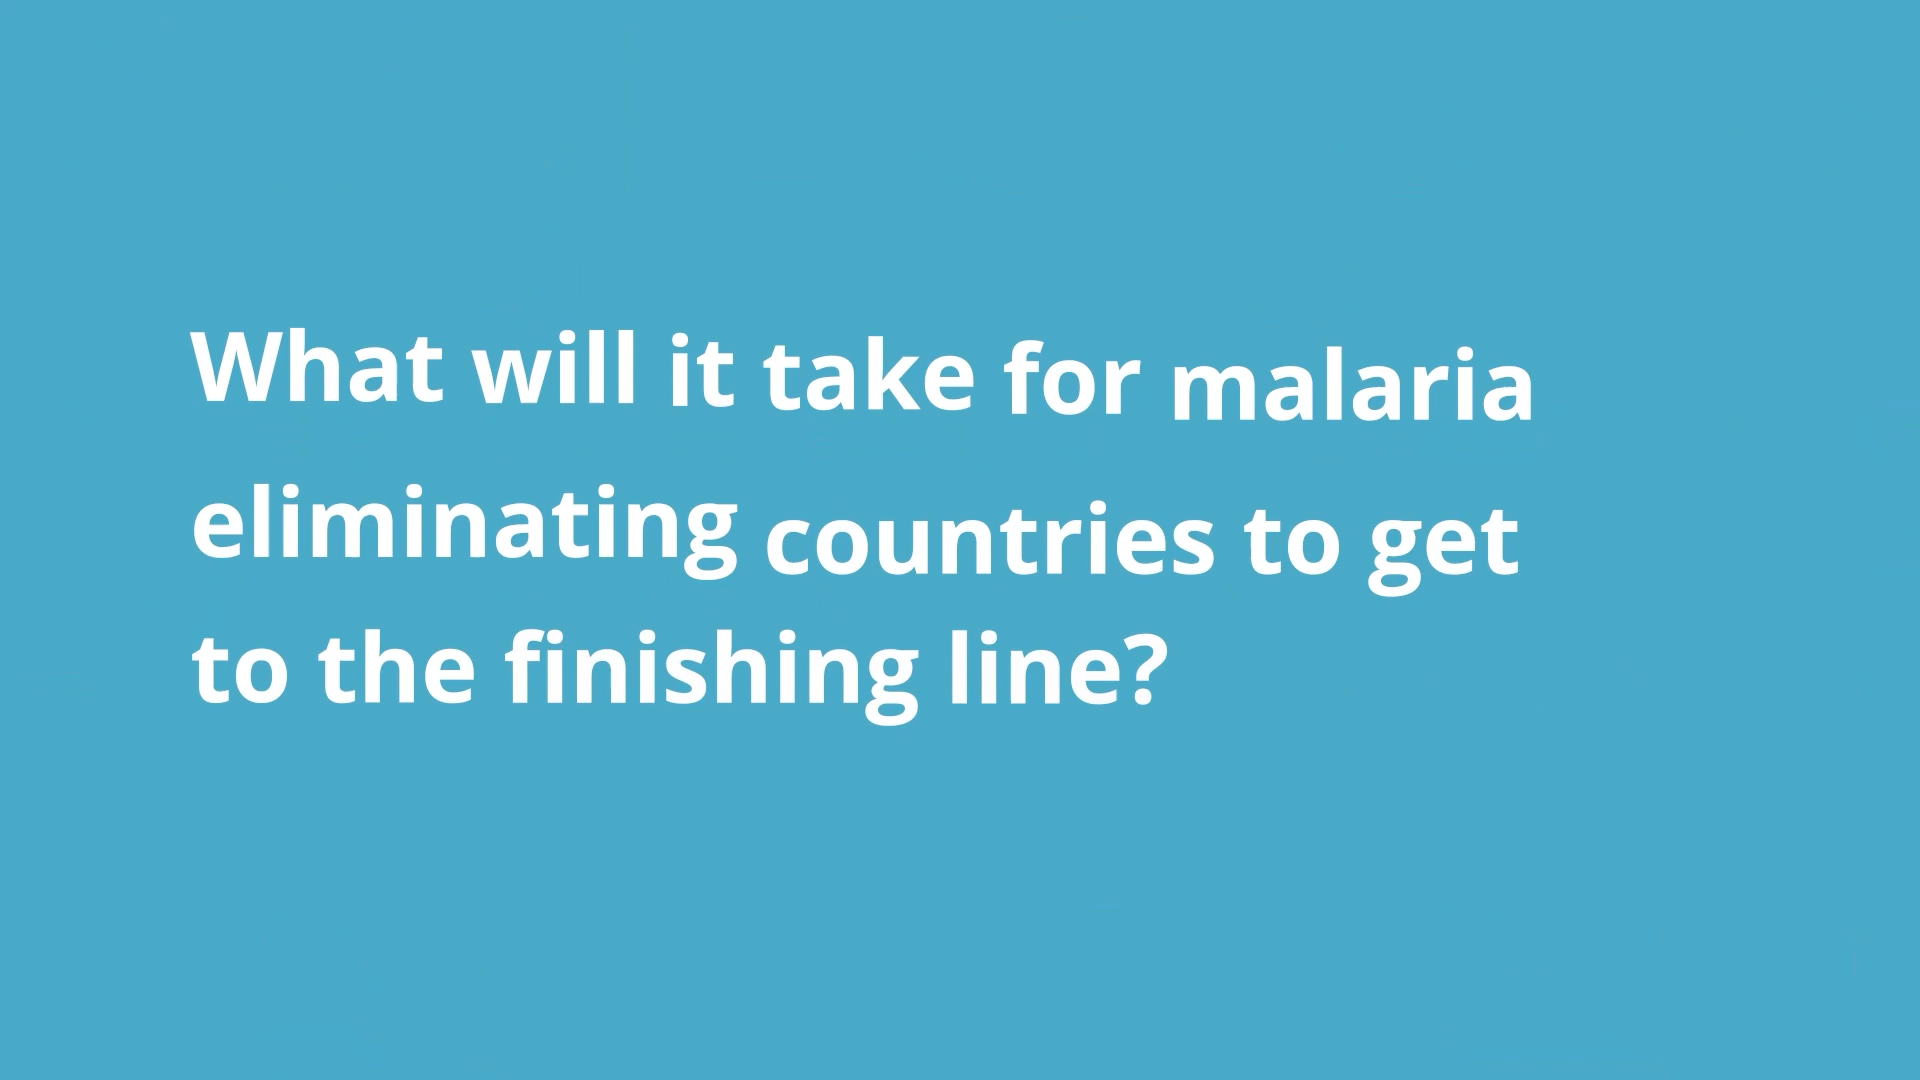 What will it take for malaria
eliminating countries to get
to the finishing line?